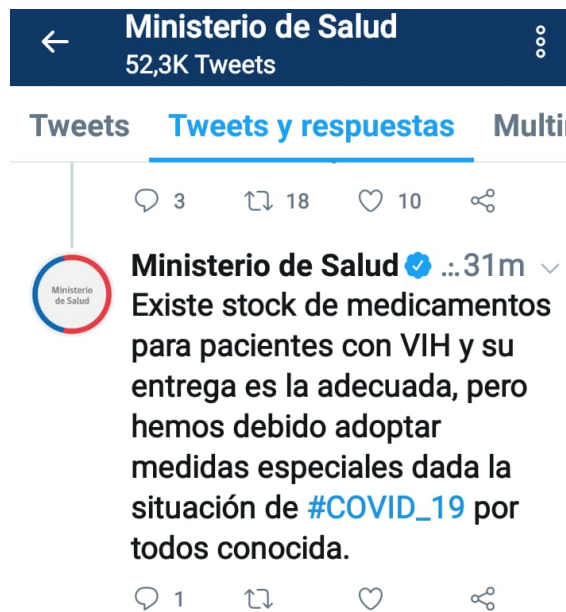 Ministerio de Salud
52,3K Tweets
Tweets Tweets y respuestas Multi
3 18 10
Ministerio de Salud .:.31m
Ministerio
de Salud
Existe stock de medicamentos
para pacientes con VIH y su
entrega es la adecuada, pero
hemos debido adoptar
medidas especiales dada la
situación de #COVID_19 por
todos conocida.
1